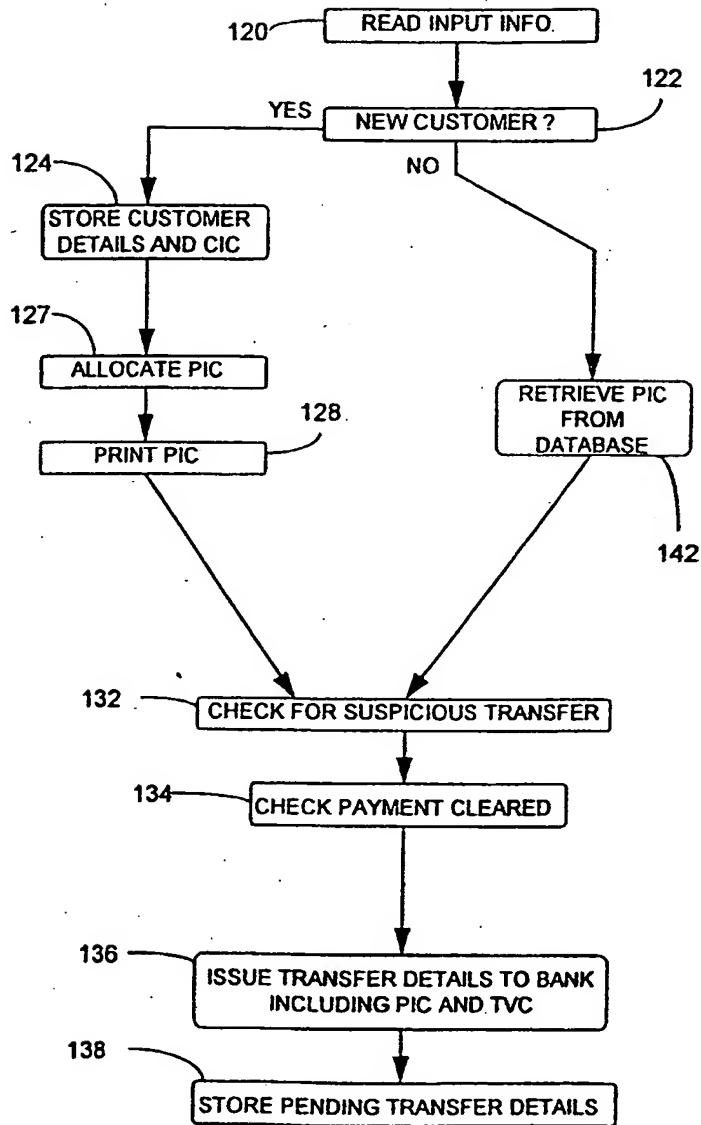 120
READ INPUT INFO.
122
YES
NEW CUSTOMER ?
NO
124
STORE CUSTOMER
DETAILS AND CIC
127
ALLOCATE PIC
128
PRINT PIC
RETRIEVE PIC
FROM
DATABASE
142
132
CHECK FOR SUSPICIOUS TRANSFER
134
CHECK PAYMENT CLEARED
136
ISSUE TRANSFER DETAILS TO BANK
INCLUDING PIC AND TVC
138
STORE PENDING TRANSFER DETAILS